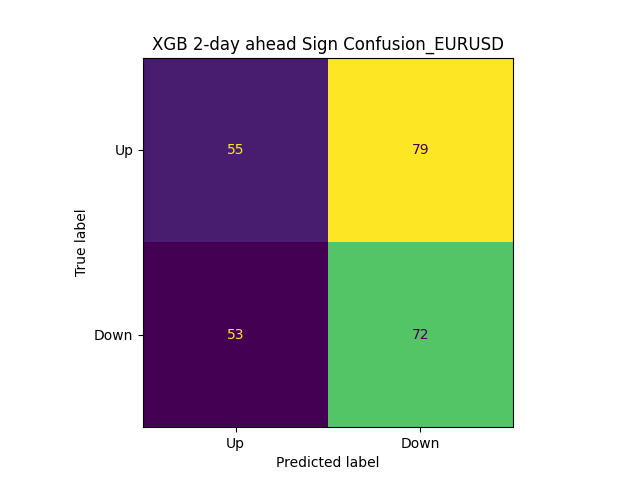 XGB 2-day ahead Sign Confusion_EURUSD
Up
55
79
True label
Down
53
72
Up
Down
Predicted label